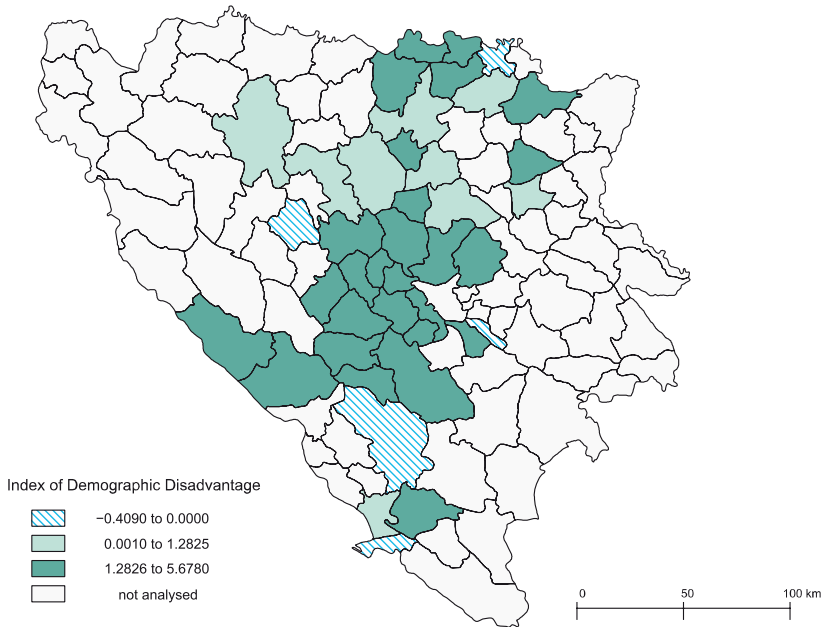 Index of Demographic Disadvantage
−0.4090 to 0.0000
0.0010 to 1.2825
1.2826 to 5.6780
not analysed
0 50 100 km